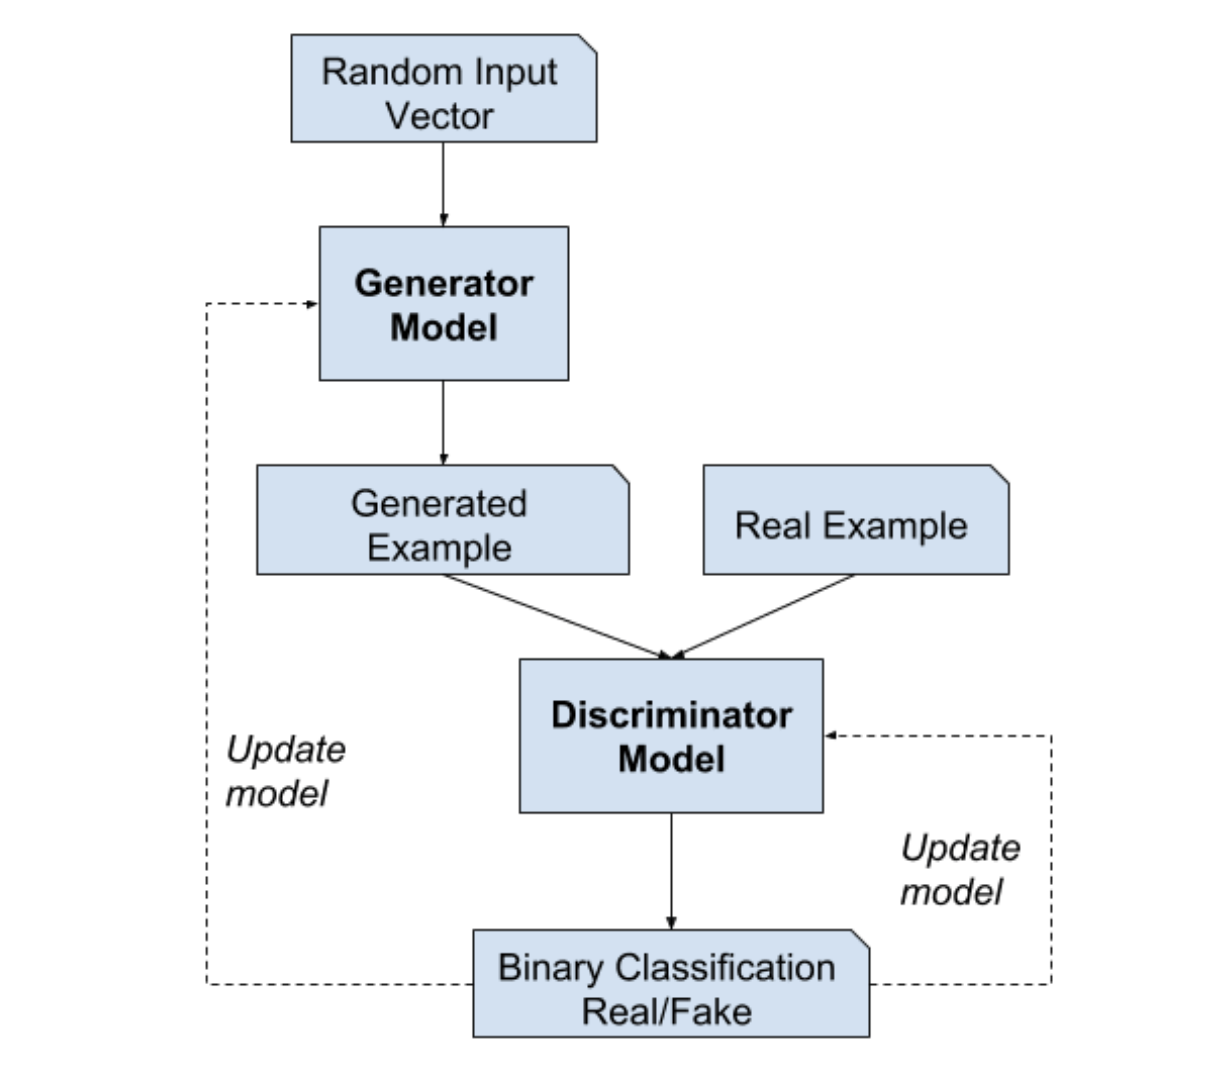 Random Input
Vector
Generator
Model
Generated
Example
Real Example
Discriminator
Model
Update
model
Update
model
Binary Classification
Real/Fake